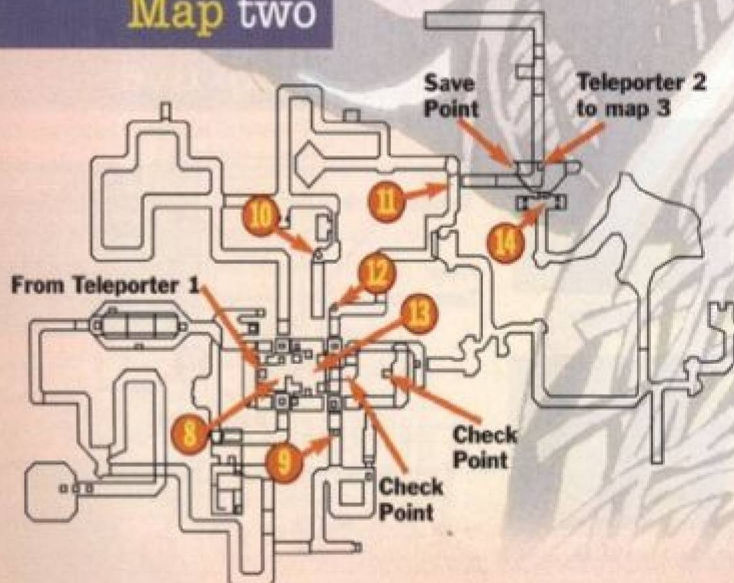 Map two
Save
Point
Teleporter 2
to map 3
11
10
14
12
From Teleporter 1
13
8
9
Check
Point
Check
Point